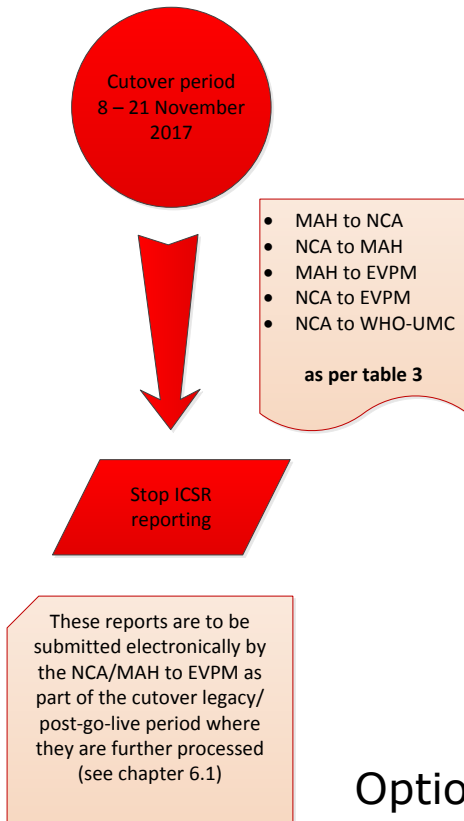 Cutover period
8 – 21 November
2017
• MAH to NCA
• NCA to MAH
• MAH to EVPM
• NCA to EVPM
• NCA to WHO-UMC
as per table 3
Stop ICSR
reporting
These reports are to be
submitted electronically by
the NCA/MAH to EVPM as
part of the cutover legacy/
post-go-live period where
they are further processed
(see chapter 6.1)
Optio